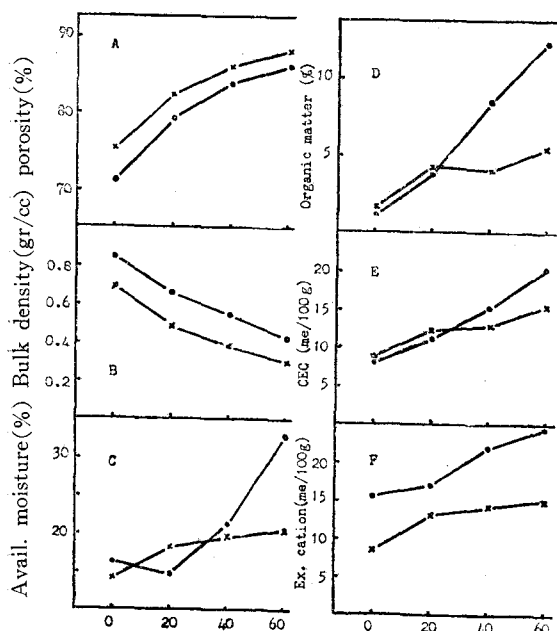 porosity(%)
90
80
70
A
Bulk density(gr/cc)
0.8
0.6
0.4
0.2
B
Avail. moisture(%)
30
20
C
0 20 40 60
Organic matter (%)
10
5
D
CEC (me/100g)
20
15
10
5
E
Ex. cation(me/100g)
20
15
10
5
F
0 20 40 60